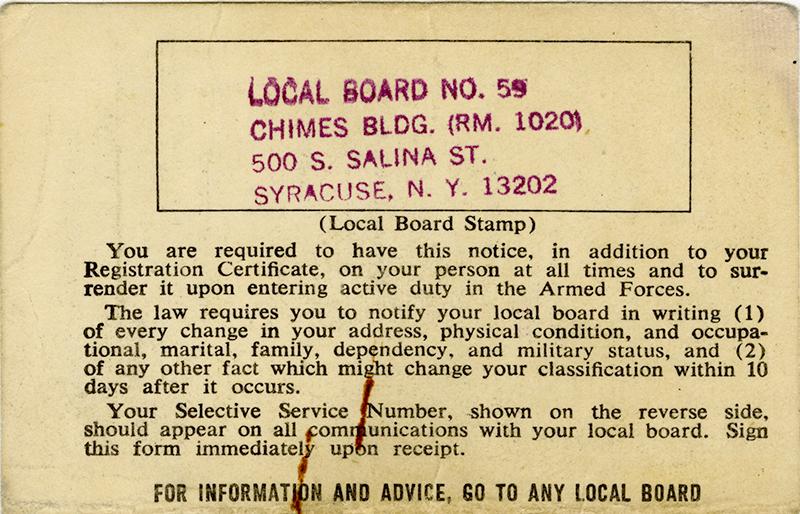 LOCAL BOARD NO. 59
CHIMES BLDG. (RM. 1020)
500 S. SALINA ST.
SYRACUSE, N. Y. 13202
(Local Board Stamp)
You are required to have this notice, in addition to your
Registration Certificate, on your person at all times and to sur-
render it upon entering active duty in the Armed Forces.
The law requires you to notify your local board in writing (1)
of every change in your address, physical condition, and occupa-
tional, marital, family, dependency, and military status, and (2)
of any other fact which might change your classification within 10
days after it occurs.
Your Selective Service Number, shown on the reverse side,
should appear on all communications with your local board. Sign
this form immediately upon receipt.
FOR INFORMATION AND ADVICE, GO TO ANY LOCAL BOARD